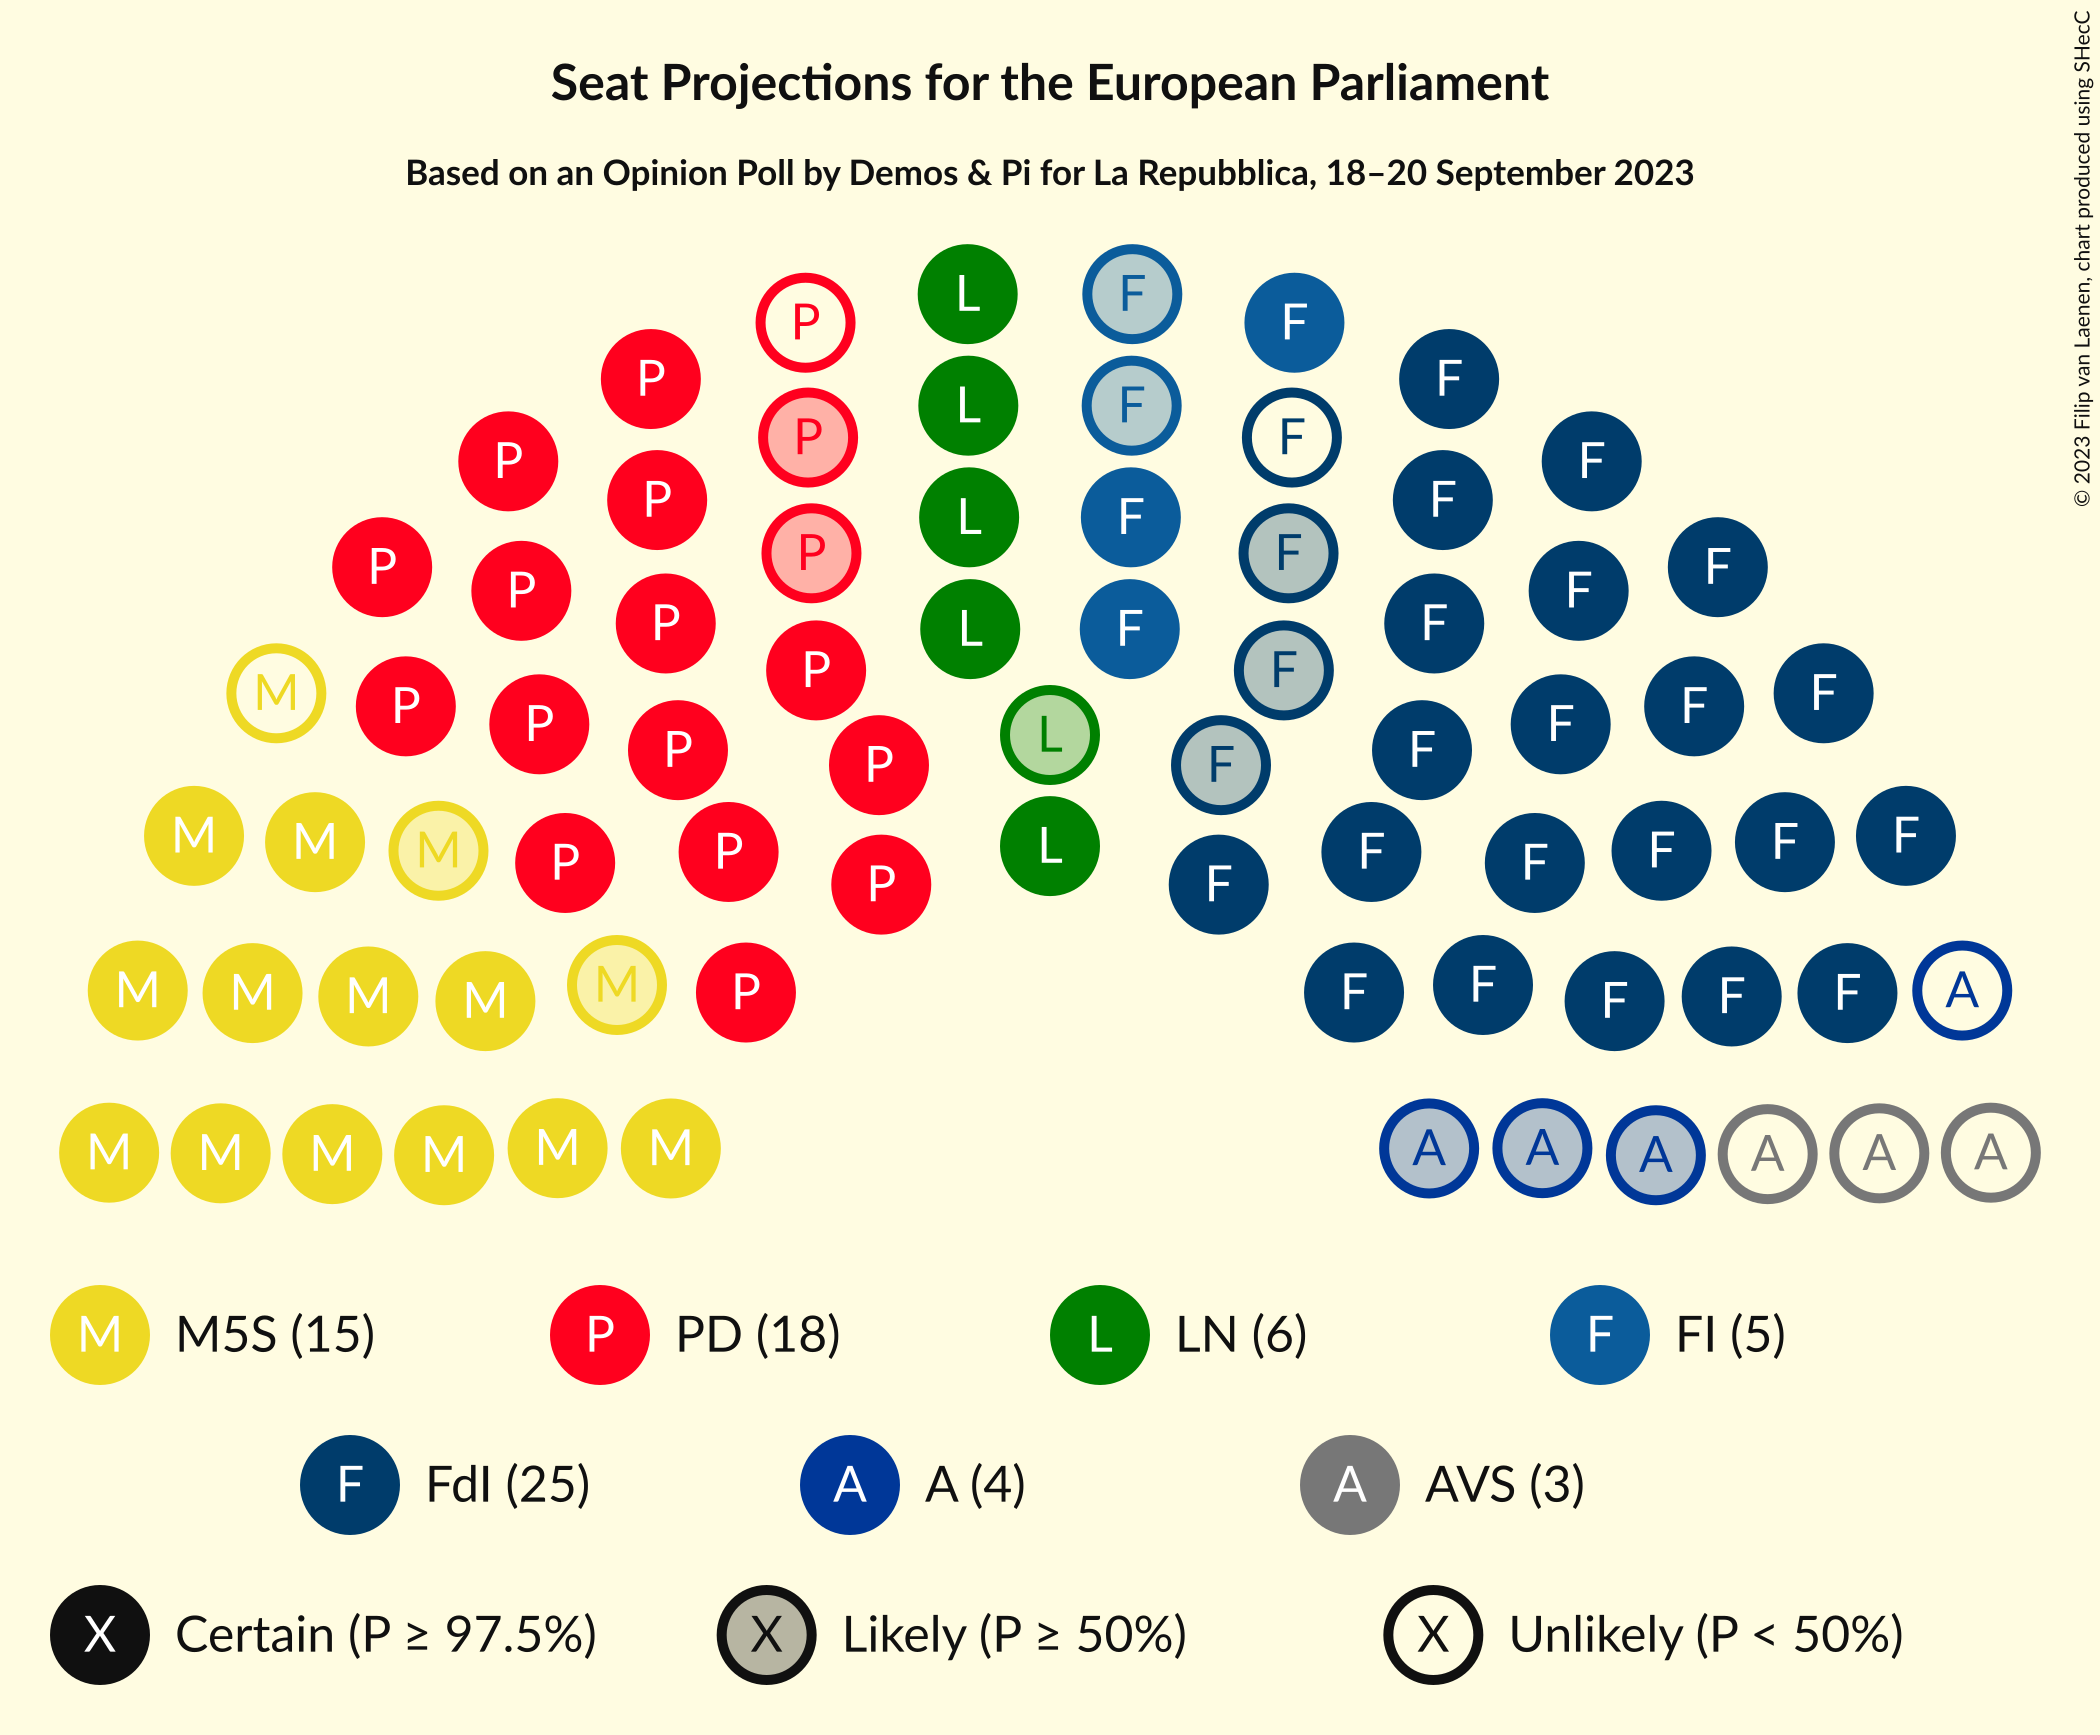 Seat Projections for the European Parliament
Based on an Opinion Poll by Demos & Pi for La Repubblica, 18–20 September 2023
© 2023 Filip van Laenen, chart produced using SHecC
L F
P F
P F
L F
P F
P F
P L F F
P F
P F F
P F
P P F F
P L F F
M F
P F
P F
P L F
P F
P F
M M F F
M P P F F F
P F
M M M M M P F F F F F A
M M M M M M A A A A A A
M M5S (15) P PD (18) L LN (6) F FI (5)
F FdI (25) A A (4) A AVS (3)
X Certain (P ≥ 97.5%) X Likely (P ≥ 50%) X Unlikely (P < 50%)